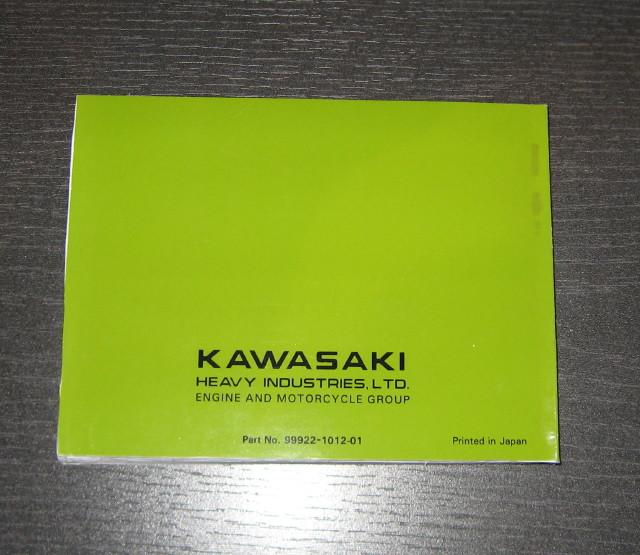 KAWASAKI
HEAVY INDUSTRIES, LTD.
ENGINE AND MOTORCYCLE GROUP
Part No. 99922-1012-01 Printed in Japan